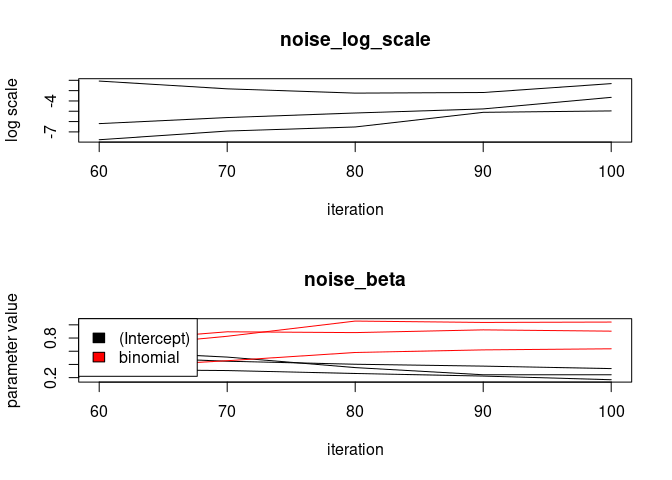 noise_log_scale
log scale
-4
-7
60 70 80 90 100
iteration
noise_beta
parameter value
0.8
0.2
(Intercept)
binomial
60 70 80 90 100
iteration